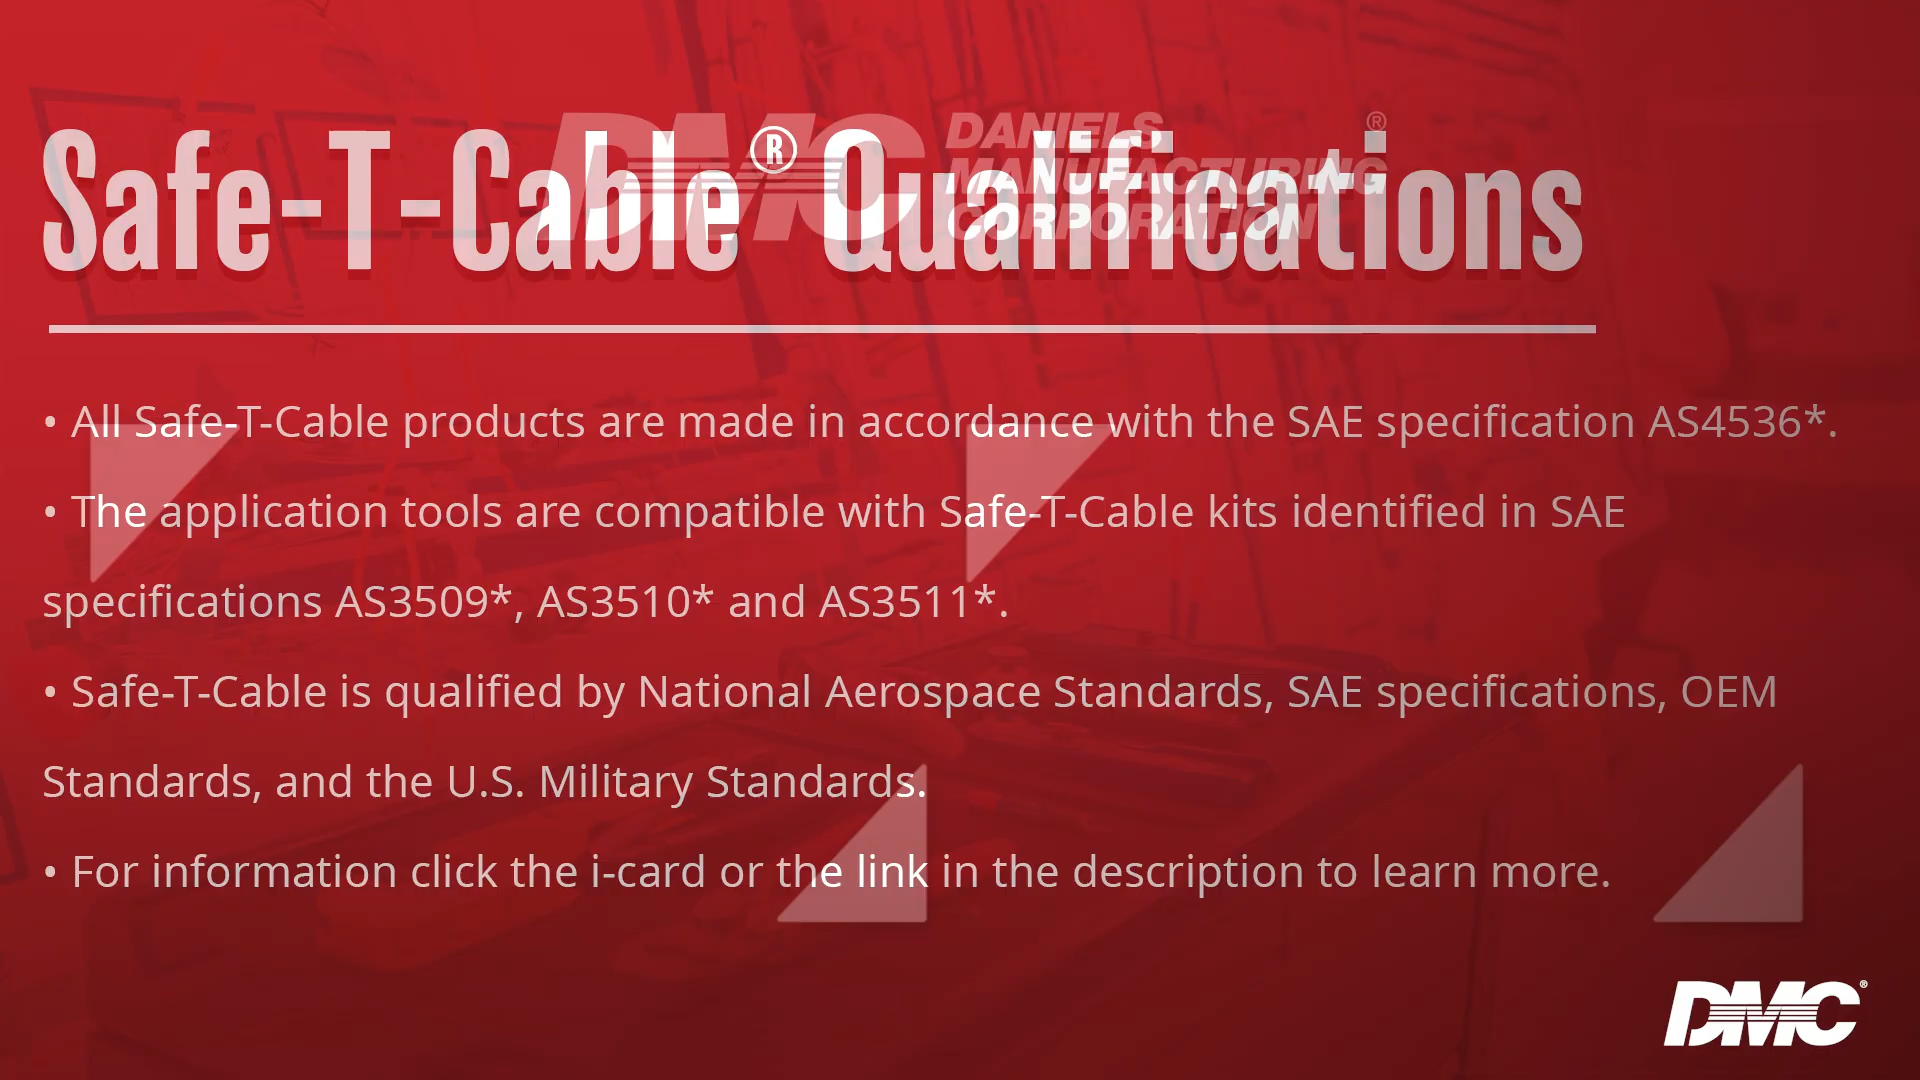 DMC DANIELS
MANUFACTURING
CORPORATION ®
Safe-T-Cable® Qualifications
• All Safe-T-Cable products are made in accordance with the SAE specification AS4536*.
• The application tools are compatible with Safe-T-Cable kits identified in SAE
specifications AS3509*, AS3510* and AS3511*.
• Safe-T-Cable is qualified by National Aerospace Standards, SAE specifications, OEM
Standards, and the U.S. Military Standards.
• For information click the i-card or the link in the description to learn more.
DMC®